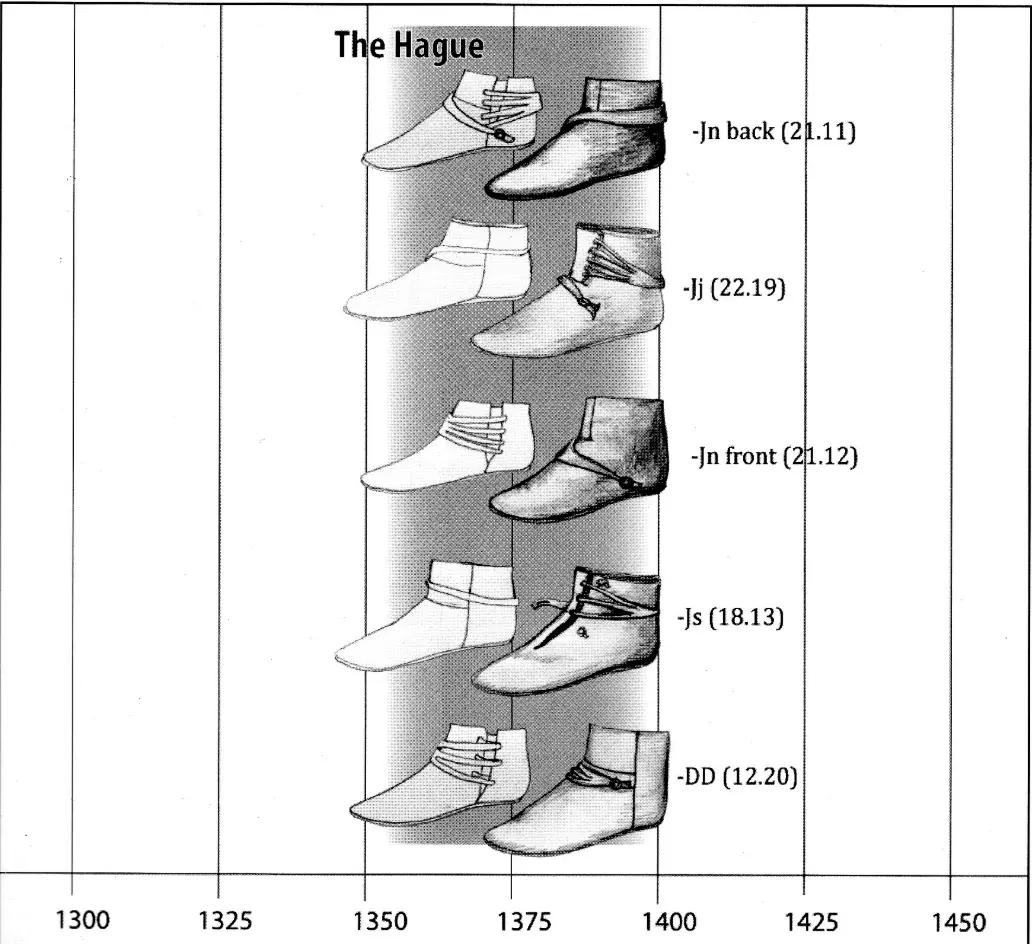 The Hague
-Jn back (21.11)
-Jj (22.19)
-Jn front (21.12)
-Js (18.13)
-DD (12.20)
1300 1325 1350 1375 1400 1425 1450